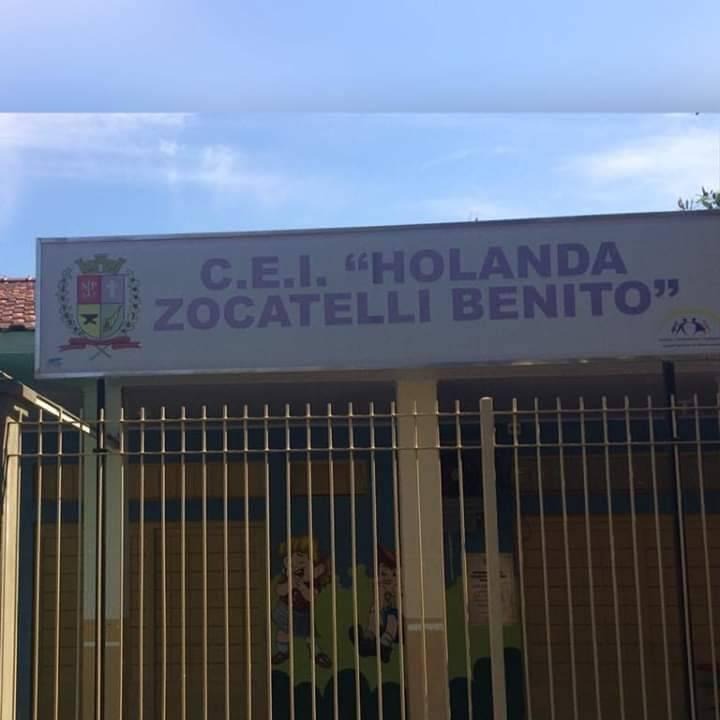 C.E.I. “HOLANDA
ZOCATELLI BENITO”